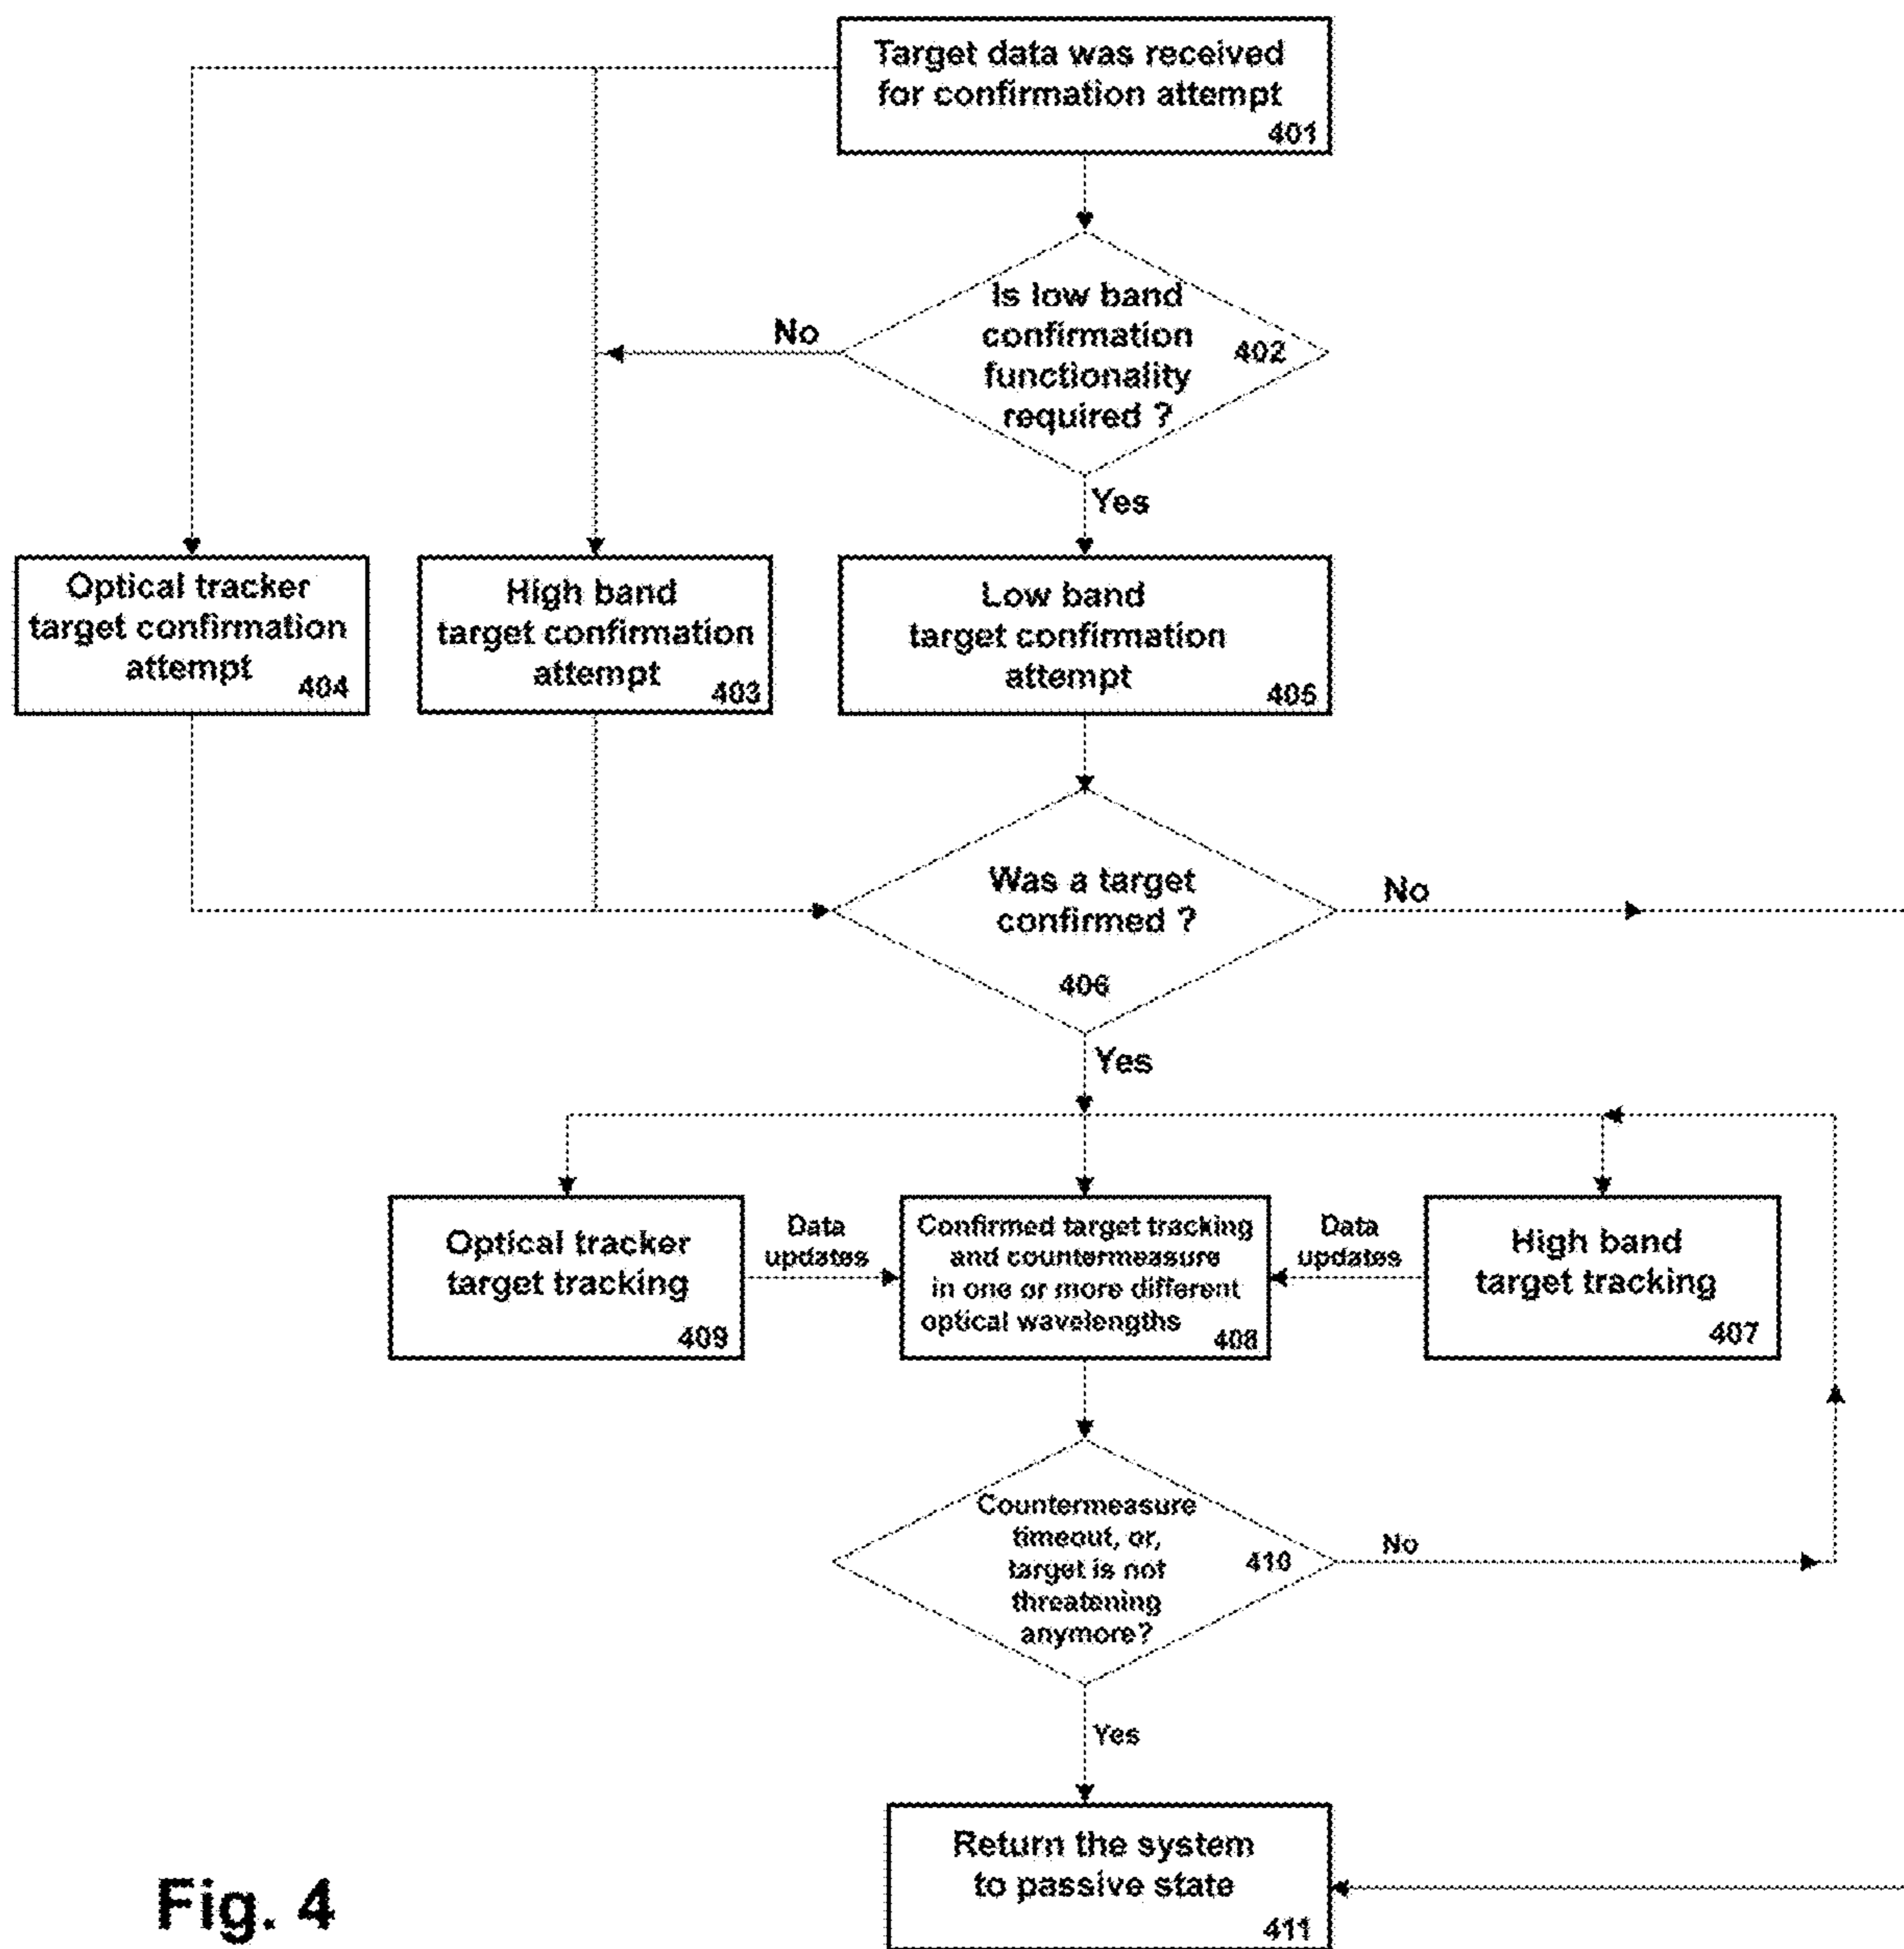 Target data was received
for confirmation attempt
401
Is low band
confirmation
functionality
required ?
402
No
Yes
Optical tracker
target confirmation
attempt
404
High band
target confirmation
attempt
403
Low band
target confirmation
attempt
405
Was a target
confirmed ?
406
No
Yes
Optical tracker
target tracking
409
Data
updates
Confirmed target tracking
and countermeasure
in one or more different
optical wavelengths
408
Data
updates
High band
target tracking
407
Countermeasure
timeout, or,
target is not
threatening
anymore?
410
No
Yes
Return the system
to passive state
411
Fig. 4